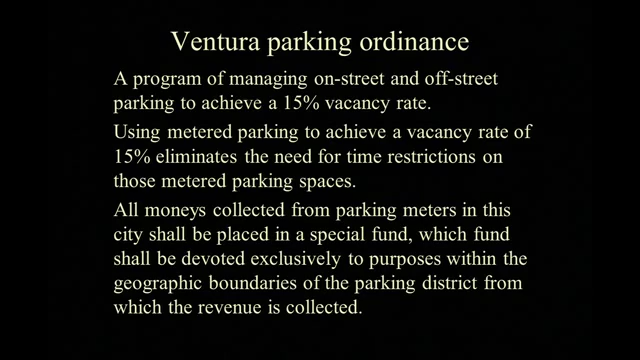 Ventura parking ordinance
A program of managing on-street and off-street
parking to achieve a 15% vacancy rate.
Using metered parking to achieve a vacancy rate of
15% eliminates the need for time restrictions on
those metered parking spaces.
All moneys collected from parking meters in this
city shall be placed in a special fund, which fund
shall be devoted exclusively to purposes within the
geographic boundaries of the parking district from
which the revenue is collected.